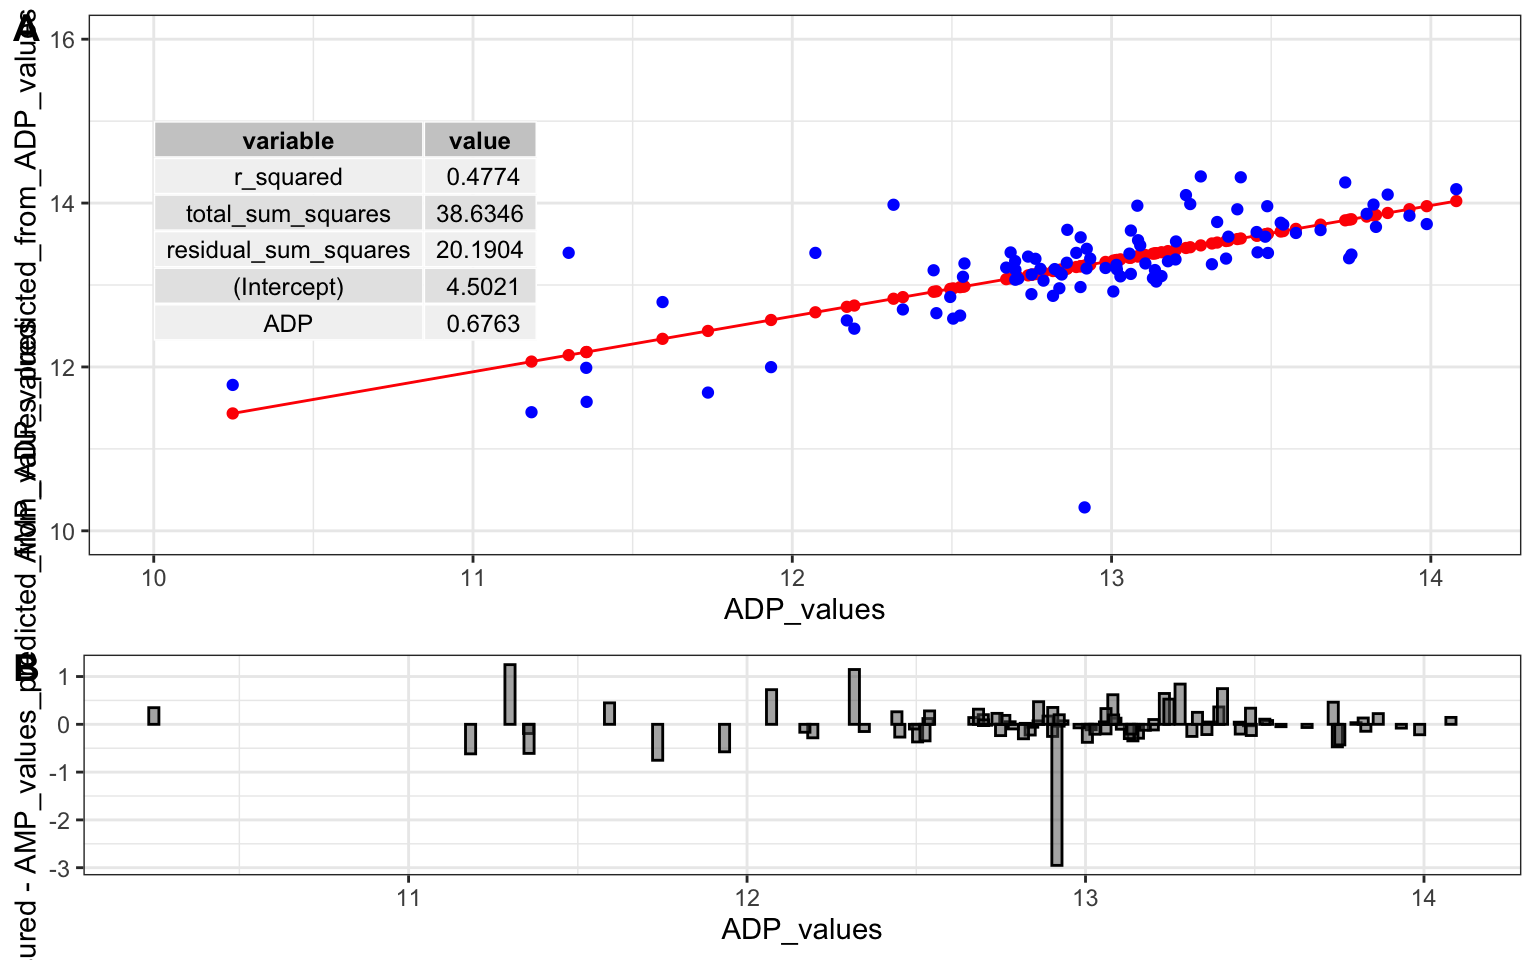 A
16
14
12
10
variable value
r_squared 0.4774
total_sum_squares 38.6346
residual_sum_squares 20.1904
(Intercept) 4.5021
ADP 0.6763
10 11 12 13 14
ADP_values
B
1
0
-1
-2
-3
11 12 13 14
ADP_values